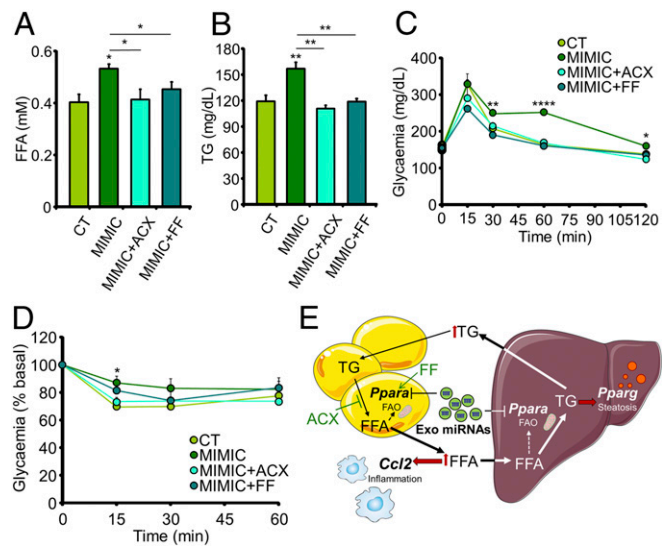 A
FFA (mM)
0.6
0.4
0.2
0
*
*
*
CT
MIMIC
MIMIC+ACX
MIMIC+FF
B
TG (mg/dL)
180
150
120
90
60
30
0
**
**
**
CT
MIMIC
MIMIC+ACX
MIMIC+FF
C
CT
MIMIC
MIMIC+ACX
MIMIC+FF
Glycaemia (mg/dL)
400
300
200
100
0
** **** *
0 15 30 45 60 75 90 105 120
Time (min)
D
Glycaemia (% basal)
120
100
80
60
40
20
0
*
CT
MIMIC
MIMIC+ACX
MIMIC+FF
0 15 30 45 60
Time (min)
E
TG
TG
FF
Ppara
FAO
ACX
FFA
Exo miRNAs
Ccl2
Inflammation
FFA
TG
Pparg
Steatosis
Ppara
FAO
FFA